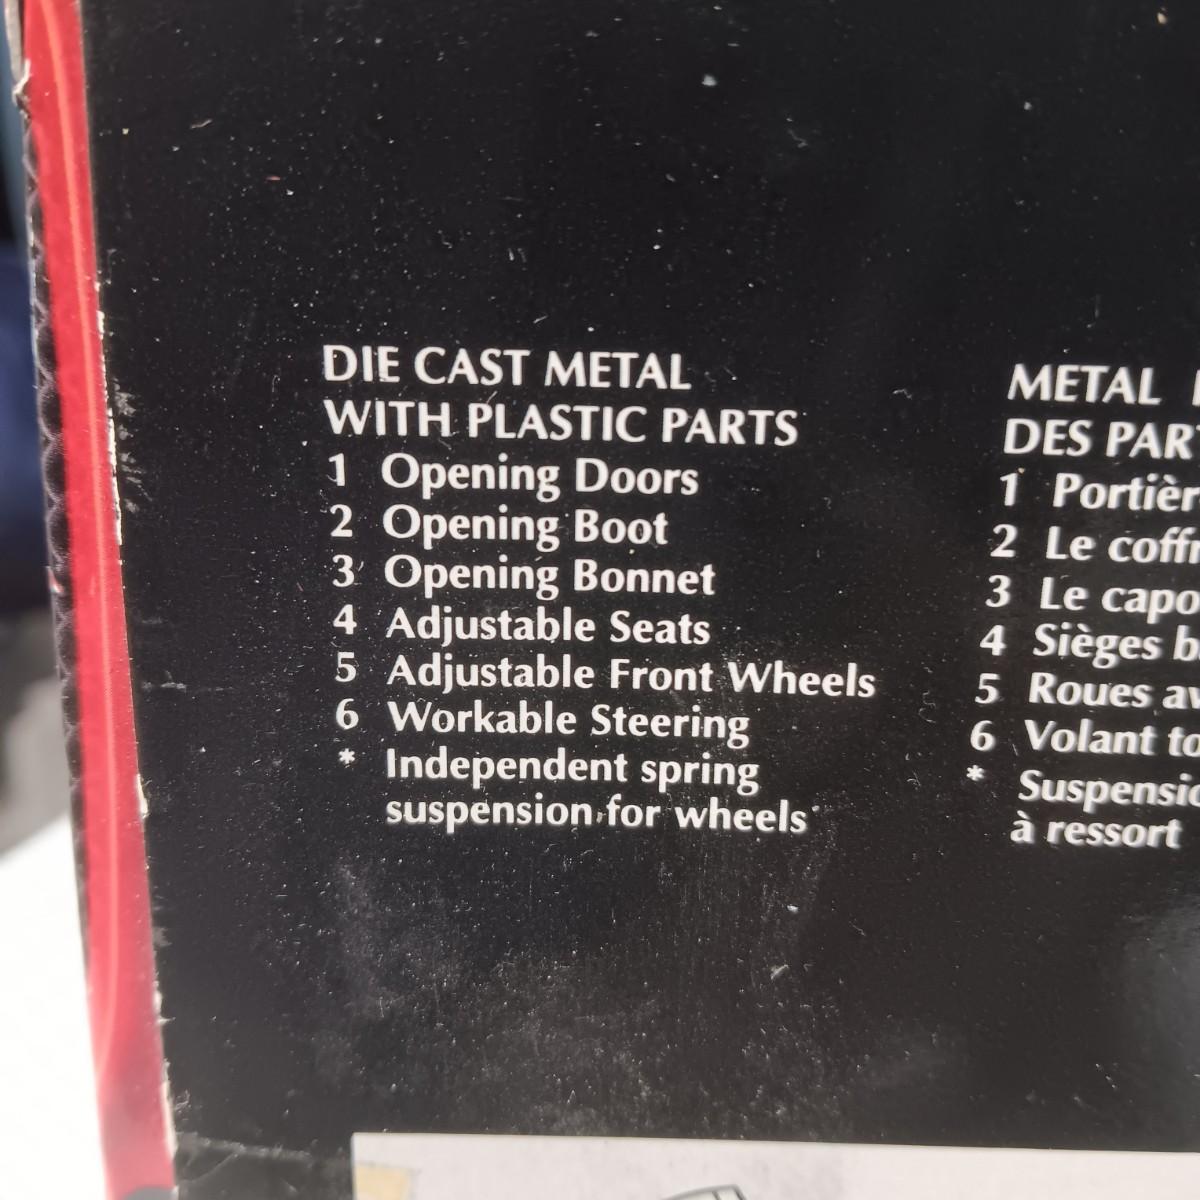 DIE CAST METAL
WITH PLASTIC PARTS
1 Opening Doors
2 Opening Boot
3 Opening Bonnet
4 Adjustable Seats
5 Adjustable Front Wheels
6 Workable Steering
* Independent spring
suspension for wheels
METAL
DES
1
2 Le
3 Le
4 Sièges
5 Roues
6 Volant
*
à ressort